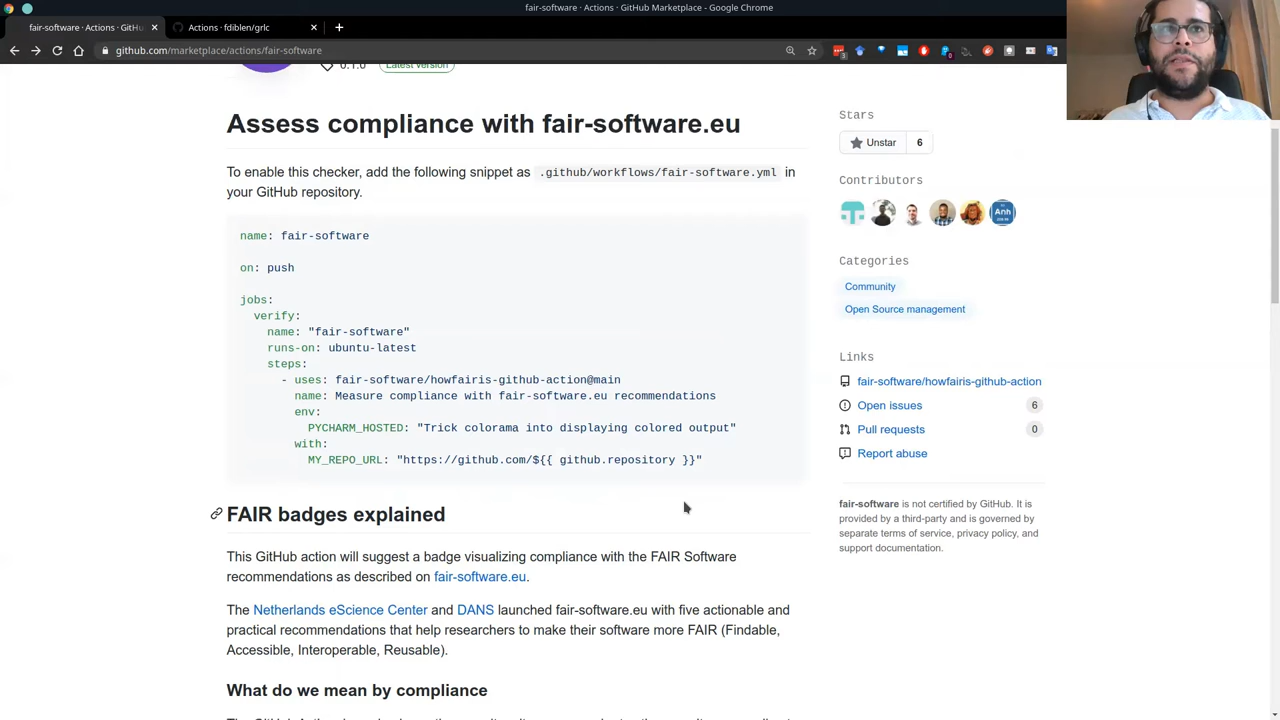 fair-software · Actions · GitHub Marketplace - Google Chrome
fair-software · Actions · GitH
Actions · fdiblen/grlc
github.com/marketplace/actions/fair-software
0.1.0 Latest version
Assess compliance with fair-software.eu
To enable this checker, add the following snippet as .github/workflows/fair-software.yml in
your GitHub repository.
name: fair-software
on: push
jobs:
verify:
name: "fair-software"
runs-on: ubuntu-latest
steps:
- uses: fair-software/howfairis-github-action@main
name: Measure compliance with fair-software.eu recommendations
env:
PYCHARM_HOSTED: "Trick colorama into displaying colored output"
with:
MY_REPO_URL: "https://github.com/${{ github.repository }}"
FAIR badges explained
This GitHub action will suggest a badge visualizing compliance with the FAIR Software
recommendations as described on fair-software.eu.
The Netherlands eScience Center and DANS launched fair-software.eu with five actionable and
practical recommendations that help researchers to make their software more FAIR (Findable,
Accessible, Interoperable, Reusable).
What do we mean by compliance
Stars
Unstar 6
Contributors
Anh
Categories
Community
Open Source management
Links
fair-software/howfairis-github-action
Open issues 6
Pull requests 0
Report abuse
fair-software is not certified by GitHub. It is
provided by a third-party and is governed by
separate terms of service, privacy policy, and
support documentation.